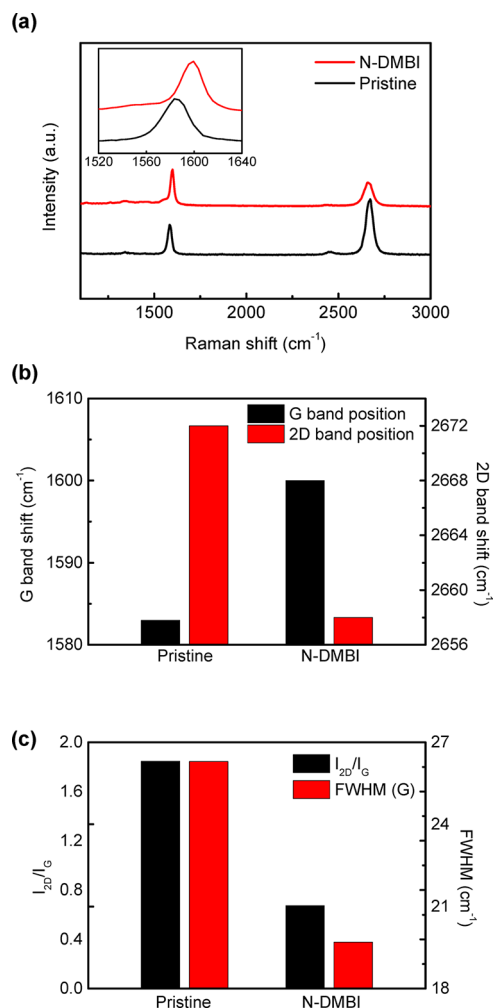 (a)
N-DMBI
Pristine
1520 1560 1600 1640
Intensity (a.u.)
1500 2000 2500 3000
Raman shift (cm⁻¹)
(b)
G band position
2D band position
1610
1600
1590
1580
G band shift (cm⁻¹)
2672
2668
2664
2660
2656
2D band shift (cm⁻¹)
Pristine N-DMBI
(c)
I₂D/IG
FWHM (G)
2.0
1.6
1.2
0.8
0.4
0.0
I₂D/IG
27
24
21
18
FWHM (cm⁻¹)
Pristine N-DMBI